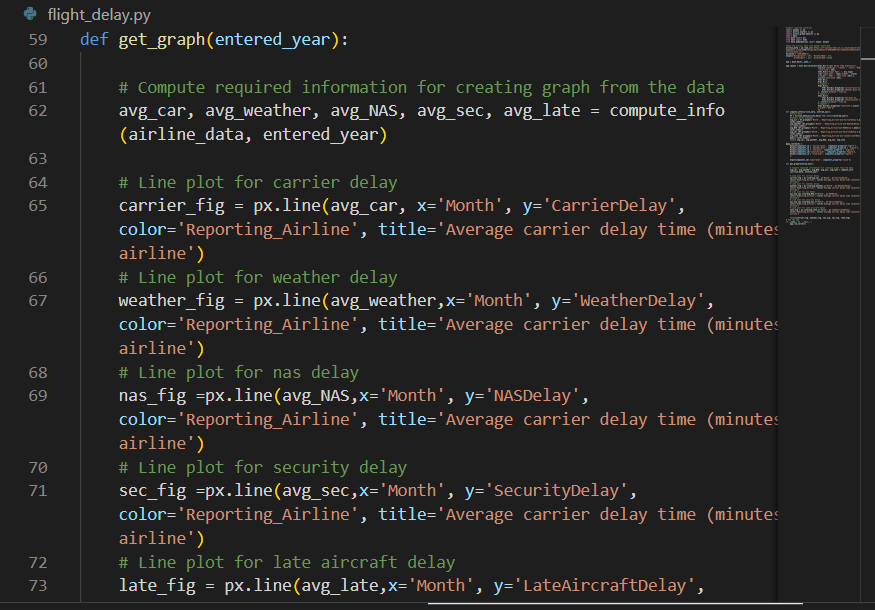 flight_delay.py
59 def get_graph(entered_year):
60
61 # Compute required information for creating graph from the data
62 avg_car, avg_weather, avg_NAS, avg_sec, avg_late = compute_info
(airline_data, entered_year)
63
64 # Line plot for carrier delay
65 carrier_fig = px.line(avg_car, x='Month', y='CarrierDelay',
color='Reporting_Airline', title='Average carrier delay time (minutes
airline')
66 # Line plot for weather delay
67 weather_fig = px.line(avg_weather,x='Month', y='WeatherDelay',
color='Reporting_Airline', title='Average carrier delay time (minutes
airline')
68 # Line plot for nas delay
69 nas_fig =px.line(avg_NAS,x='Month', y='NASDelay',
color='Reporting_Airline', title='Average carrier delay time (minutes
airline')
70 # Line plot for security delay
71 sec_fig =px.line(avg_sec,x='Month', y='SecurityDelay',
color='Reporting_Airline', title='Average carrier delay time (minutes
airline')
72 # Line plot for late aircraft delay
73 late_fig = px.line(avg_late,x='Month', y='LateAircraftDelay',